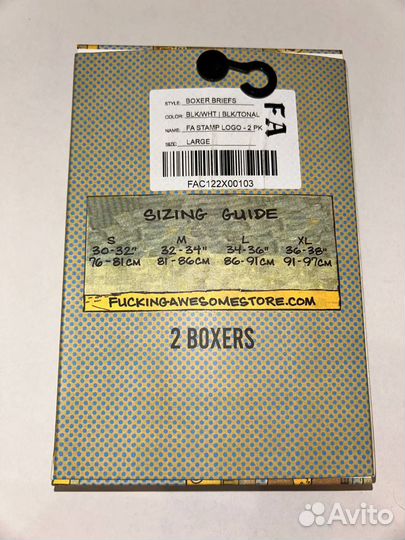 STYLE: BOXER BRIEFS
COLOR: BLK/WHT | BLK/TONAL
NAME: FA STAMP LOGO - 2 PK
SIZE: LARGE
FAC122X00103
FA
SIZING GUIDE
S M L XL
30-32" 32-34" 34-36" 36-38"
76-81CM 81-86CM 86-91CM 91-97CM
FUCKINGAWESOMESTORE.COM
2 BOXERS
Avito